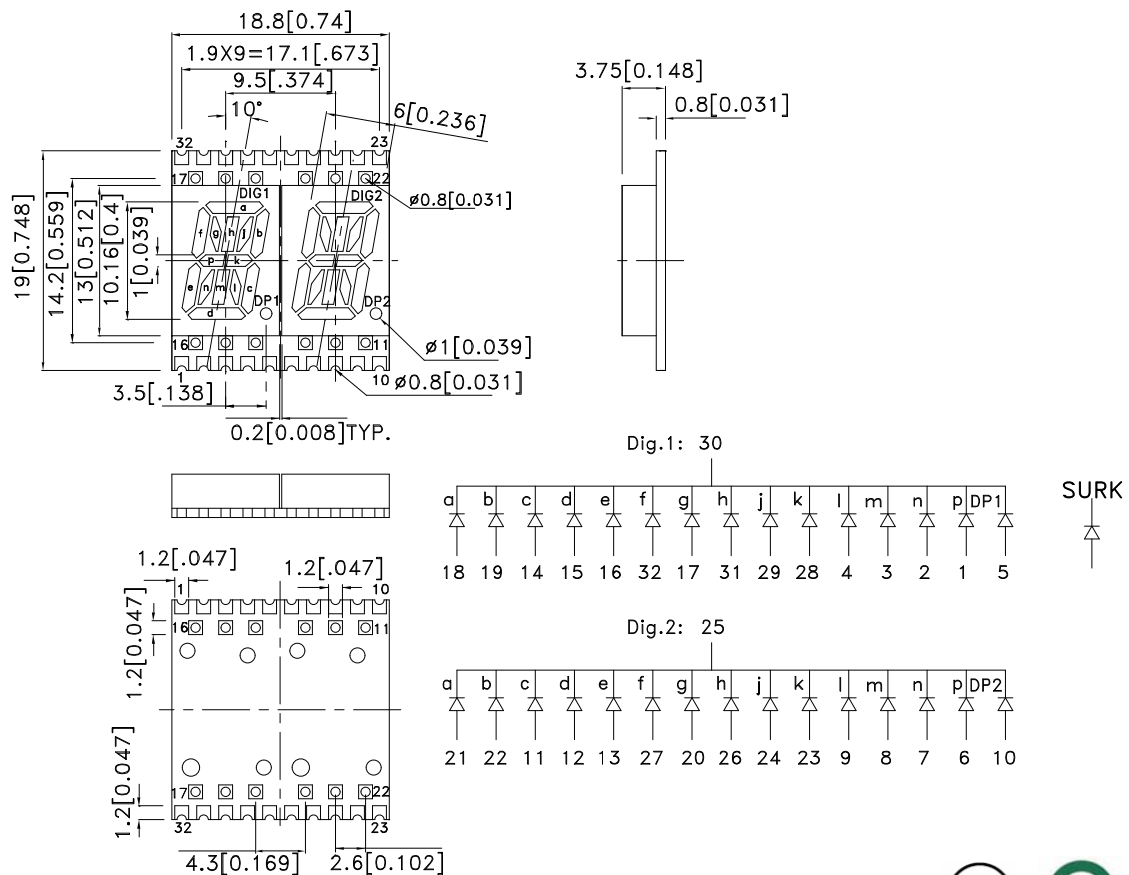 18.8[0.74]
1.9X9=17.1[.673]
9.5[.374]
10°
6[0.236]
3.75[0.148]
0.8[0.031]
32 23
17 22
DIG1 DIG2
ø0.8[0.031]
a
f g h j b
p k
e n m l c
d
DP1 DP2
19[0.748]
14.2[0.559]
13[0.512]
10.16[0.4]
1[0.039]
16 11
1 10
ø1[0.039]
ø0.8[0.031]
3.5[.138]
0.2[0.008]TYP.
Dig.1: 30
a b c d e f g h j k l m n p DP1
18 19 14 15 16 32 17 31 29 28 4 3 2 1 5
SURK
Dig.2: 25
a b c d e f g h j k l m n p DP2
21 22 11 12 13 27 20 26 24 23 9 8 7 6 10
1.2[.047] 1.2[.047]
1 10
16 11
1.2[0.047]
1.2[0.047]
17 22
32 23
4.3[0.169] 2.6[0.102]